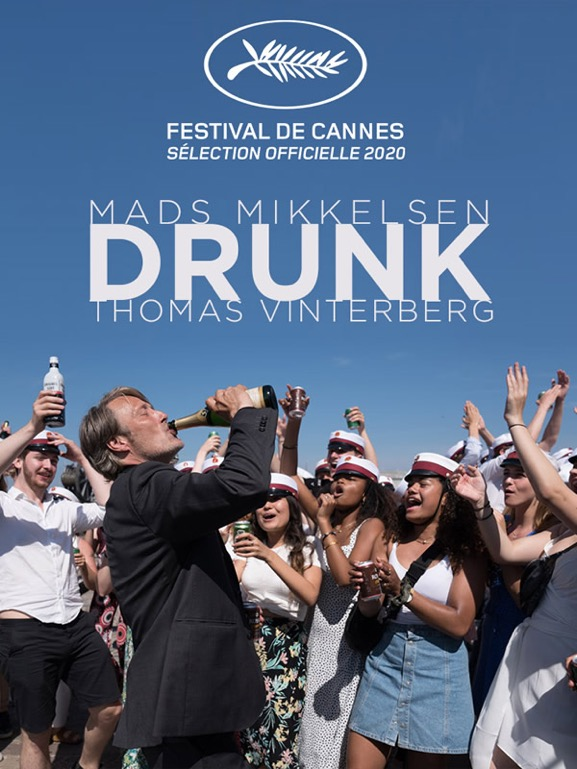 FESTIVAL DE CANNES
SÉLECTION OFFICIELLE 2020
MADS MIKKELSEN
DRUNK
THOMAS VINTERBERG